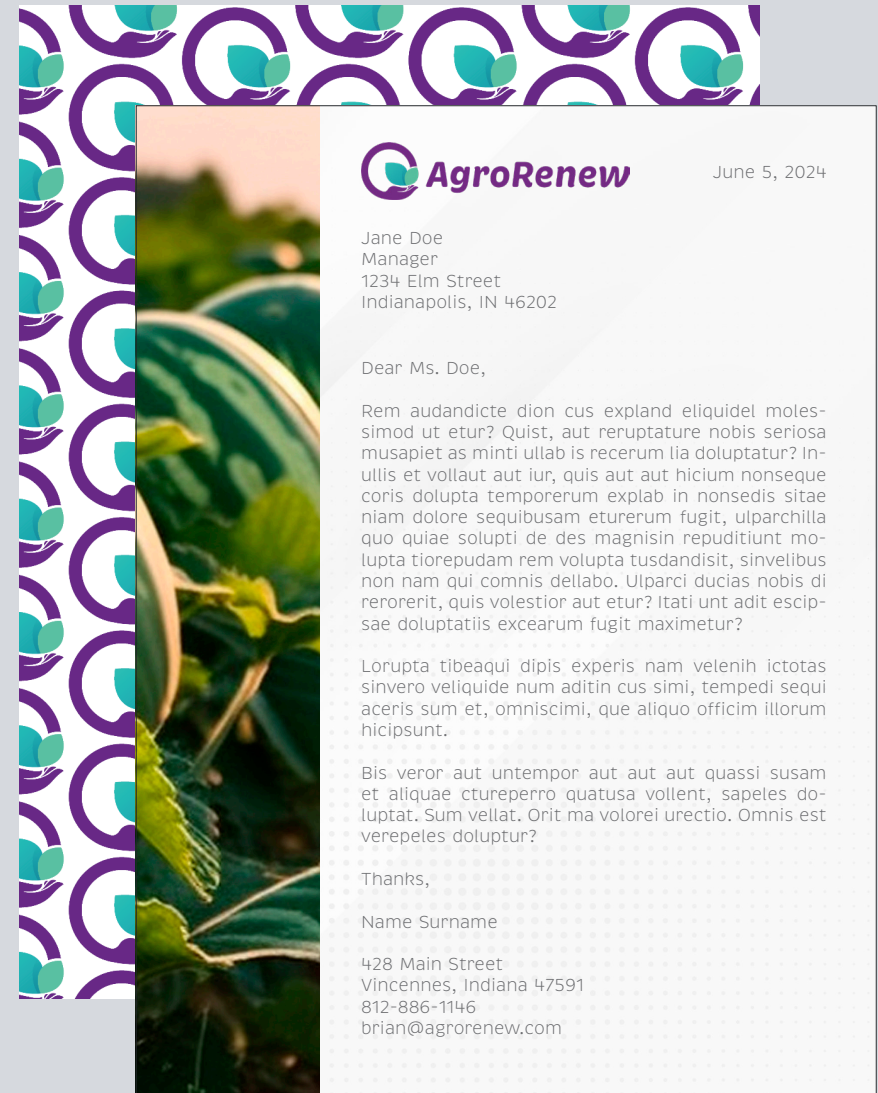 AgroRenew
June 5, 2024
Jane Doe
Manager
1234 Elm Street
Indianapolis, IN 46202
Dear Ms. Doe,
Rem audandicte dion cus expland eliquidel moles-
simod ut etur? Quist, aut reruptature nobis seriosa
musapiet as minti ullab is recerum lia doluptatur? In-
ullis et vollaut aut iur, quis aut aut hicium nonseque
coris dolupta temporerum explab in nonsedis sitae
niam dolore sequibusam eturerum fugit, ulparchilla
quo quiae solupti de des magnisin repuditiunt mo-
lupta tiorepudam rem volupta tusdandisit, sinvelibus
non nam qui comnis dellabo. Ulparci ducias nobis di
rerorerit, quis volestior aut etur? Itati unt adit escip-
sae doluptatiis excearum fugit maximetur?
Lorupta tibeaqui dipis experis nam velenih ictotas
sinvero veliquide num aditin cus simi, tempedi sequi
aceris sum et, omniscimi, que aliquo officim illorum
hicipsunt.
Bis veror aut untempor aut aut aut quassi susam
et aliquae ctureperro quatusa vollent, sapeles do-
luptat. Sum vellat. Orit ma volorei urectio. Omnis est
verepeles doluptur?
Thanks,
Name Surname
428 Main Street
Vincennes, Indiana 47591
812-886-1146
brian@agrorenew.com